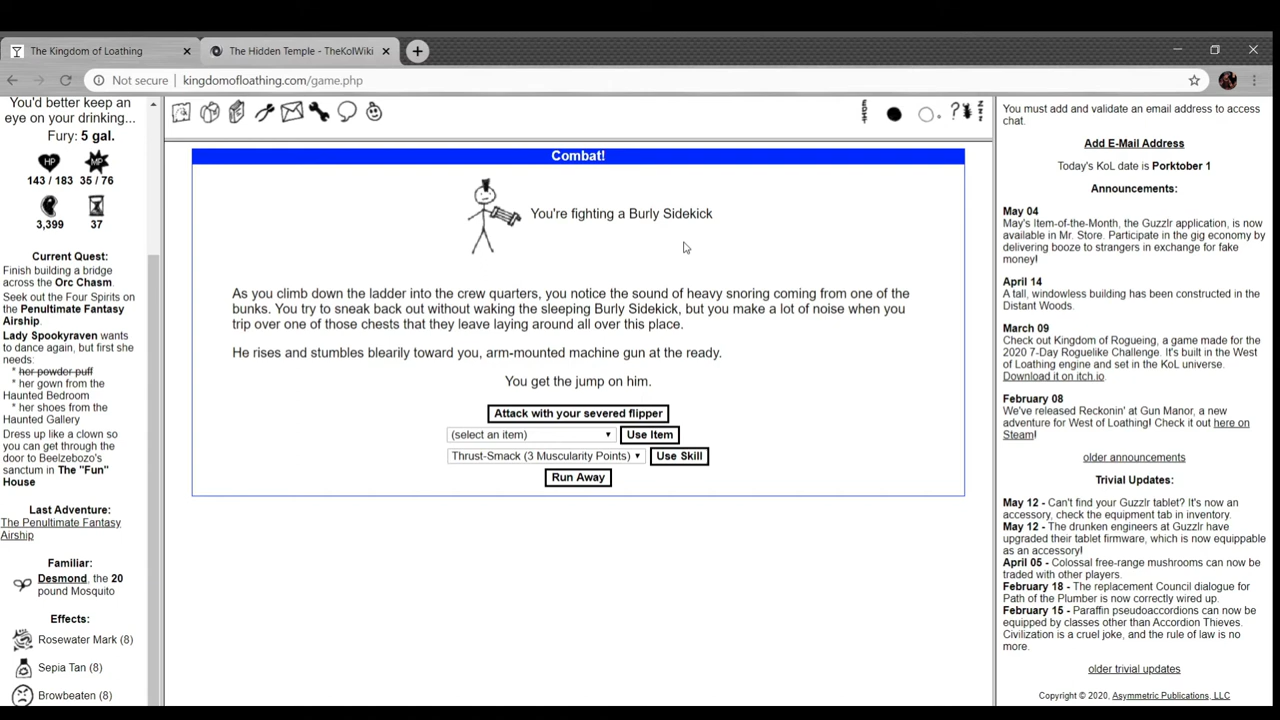 The Kingdom of Loathing
The Hidden Temple - TheKolWiki
Not secure
kingdomofloathing.com/game.php
You'd better keep an
eye on your drinking...
Fury: 5 gal.
HP
MP
143 / 183
35 / 76
3,399
37
Current Quest:
Finish building a bridge
across the Orc Chasm.
Seek out the Four Spirits on
the Penultimate Fantasy
Airship.
Lady Spookyraven wants
to dance again, but first she
needs:
* her powder puff
* her gown from the
Haunted Bedroom
* her shoes from the
Haunted Gallery
Dress up like a clown so
you can get through the
door to Beelzebozo's
sanctum in The "Fun"
House
Last Adventure:
The Penultimate Fantasy
Airship
Familiar:
Desmond, the 20
pound Mosquito
Effects:
Rosewater Mark (8)
Sepia Tan (8)
Browbeaten (8)
Combat!
You're fighting a Burly Sidekick
As you climb down the ladder into the crew quarters, you notice the sound of heavy snoring coming from one of the
bunks. You try to sneak back out without waking the sleeping Burly Sidekick, but you make a lot of noise when you
trip over one of those chests that they leave laying around all over this place.
He rises and stumbles blearily toward you, arm-mounted machine gun at the ready.
You get the jump on him.
Attack with your severed flipper
(select an item)
Use Item
Thrust-Smack (3 Muscularity Points)
Use Skill
Run Away
You must add and validate an email address to access
chat.
Add E-Mail Address
Today's KoL date is Porktober 1
Announcements:
May 04
May's Item-of-the-Month, the Guzzlr application, is now
available in Mr. Store. Participate in the gig economy by
delivering booze to strangers in exchange for fake
money!
April 14
A tall, windowless building has been constructed in the
Distant Woods.
March 09
Check out Kingdom of Rogueing, a game made for the
2020 7-Day Roguelike Challenge. It's built in the West
of Loathing engine and set in the KoL universe.
Download it on itch.io.
February 08
We've released Reckonin' at Gun Manor, a new
adventure for West of Loathing! Check it out here on
Steam!
older announcements
Trivial Updates:
May 12 - Can't find your Guzzlr tablet? It's now an
accessory, check the equipment tab in inventory.
May 12 - The drunken engineers at Guzzlr have
upgraded their tablet firmware, which is now equippable
as an accessory!
April 05 - Colossal free-range mushrooms can now be
traded with other players.
February 18 - The replacement Council dialogue for
Path of the Plumber is now correctly wired up.
February 15 - Paraffin pseudoaccordions can now be
equipped by classes other than Accordion Thieves.
Civilization is a cruel joke, and the rule of law is no
more.
older trivial updates
Copyright © 2020, Asymmetric Publications, LLC